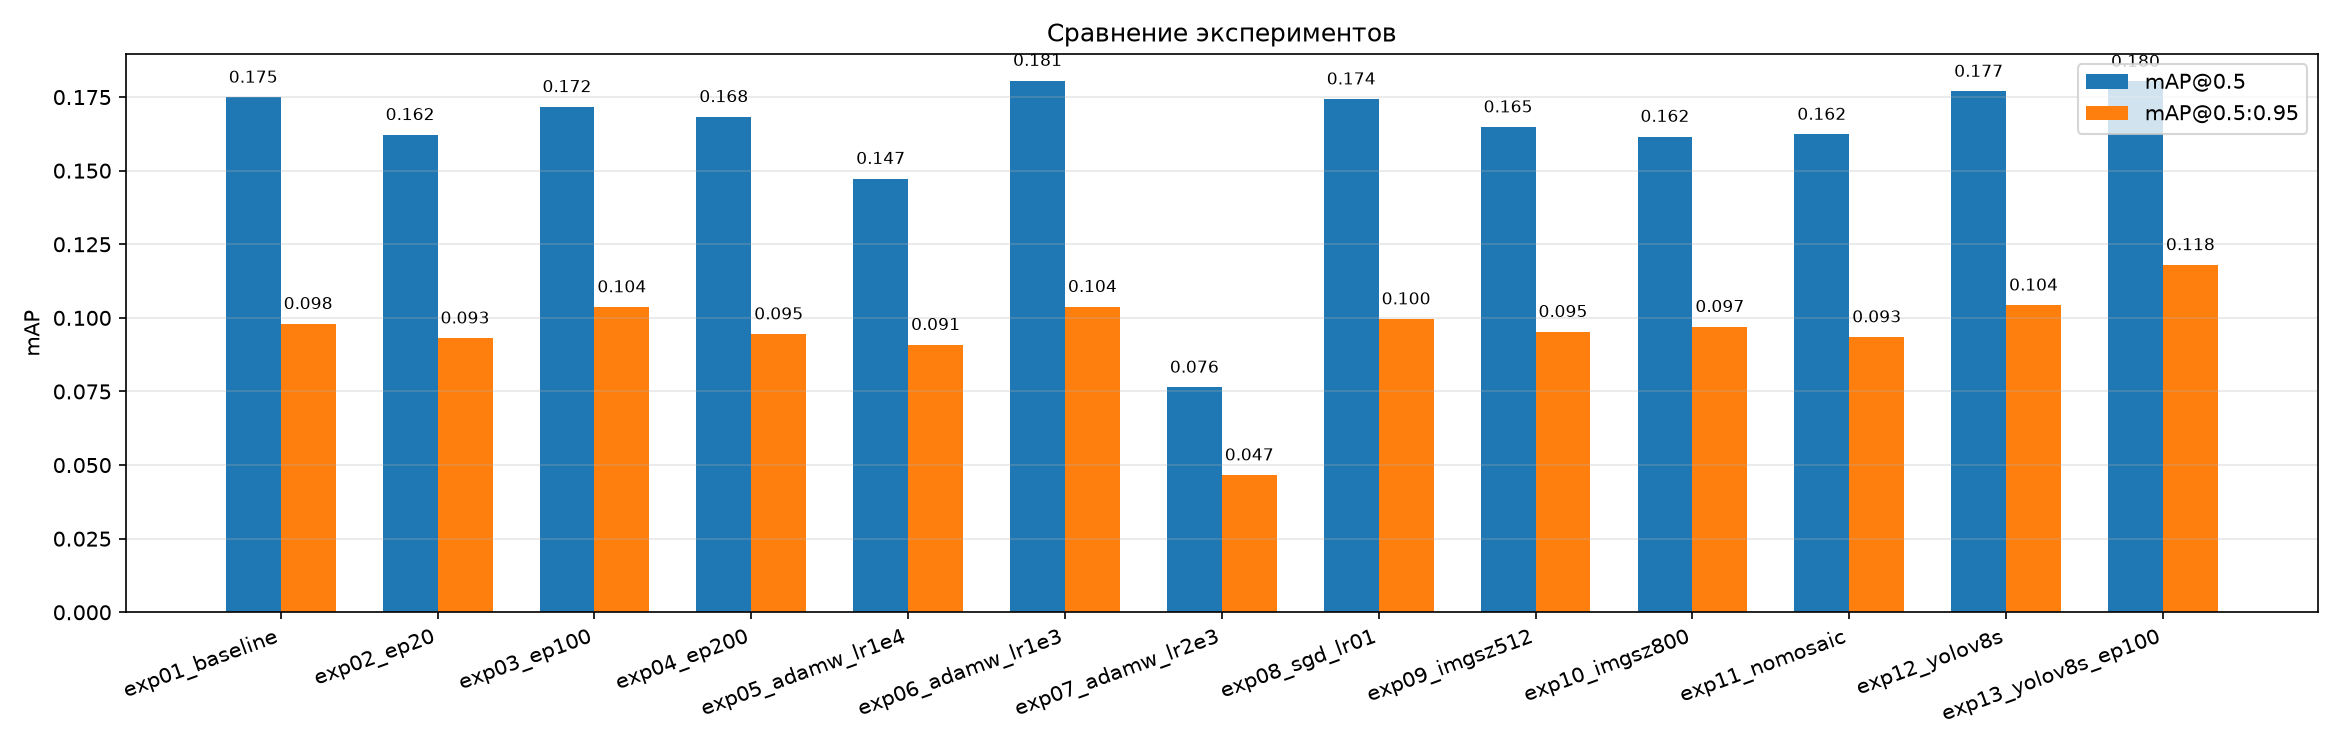 Сравнение экспериментов
mAP
0.175
0.150
0.125
0.100
0.075
0.050
0.025
0.000
0.175
0.098
0.162
0.093
0.172
0.104
0.168
0.095
0.147
0.091
0.181
0.104
0.076
0.047
0.174
0.100
0.165
0.095
0.162
0.097
0.162
0.093
0.177
0.104
0.180
0.118
mAP@0.5
mAP@0.5:0.95
exp01_baseline
exp02_ep20
exp03_ep100
exp04_ep200
exp05_adamw_lr1e4
exp06_adamw_lr1e3
exp07_adamw_lr2e3
exp08_sgd_lr01
exp09_imgsz512
exp10_imgsz800
exp11_nomosaic
exp12_yolov8s
exp13_yolov8s_ep100